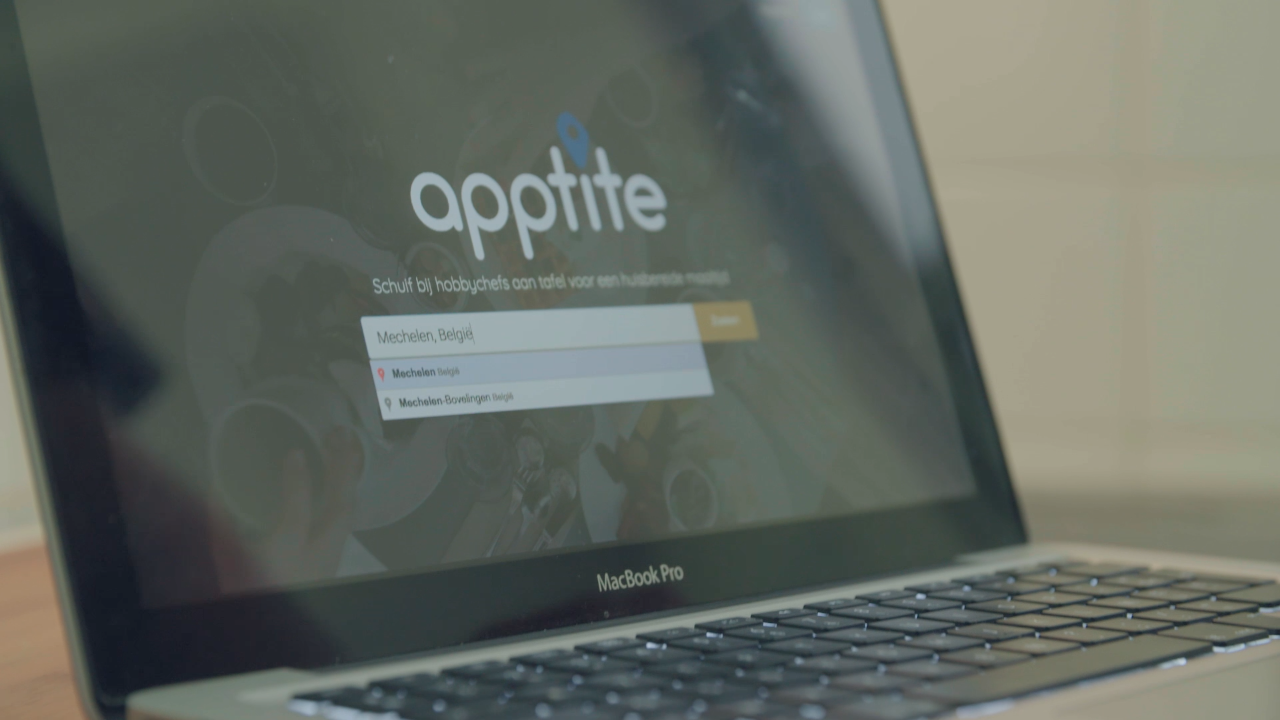 apptite
Schuif bij hobbychefs aan tafel voor een huisbereide maaltijd
Mechelen, België
Zoeken
Mechelen België
Mechelen-Bovelingen België
MacBook Pro